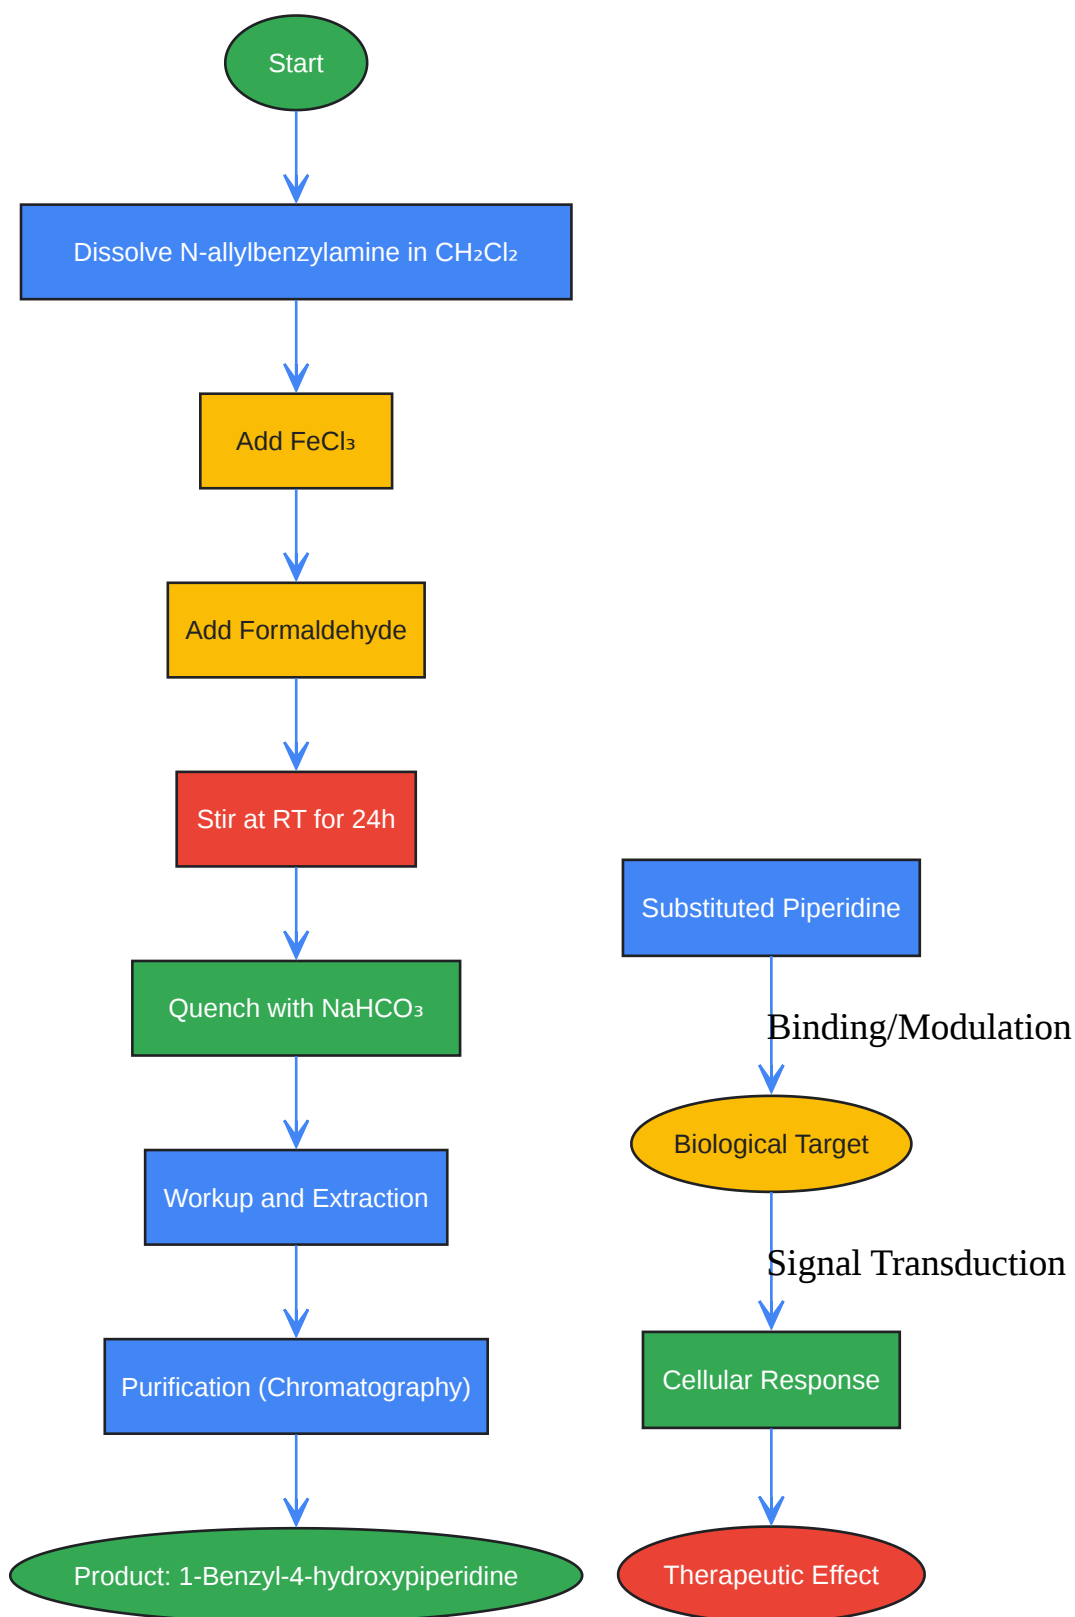 Start
Dissolve N-allylbenzylamine in CH₂Cl₂
Add FeCl₃
Add Formaldehyde
Stir at RT for 24h
Quench with NaHCO₃
Workup and Extraction
Purification (Chromatography)
Product: 1-Benzyl-4-hydroxypiperidine
Substituted Piperidine
Binding/Modulation
Biological Target
Signal Transduction
Cellular Response
Therapeutic Effect